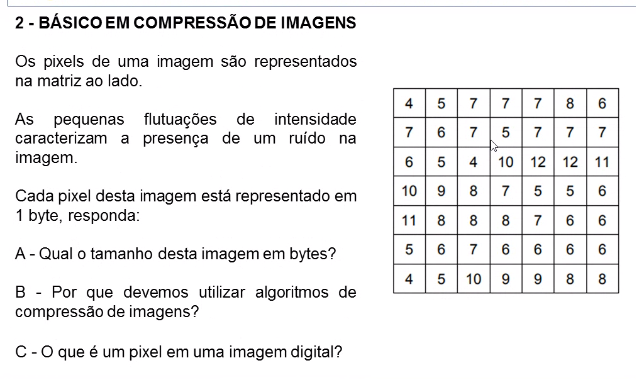 2 - BÁSICO EM COMPRESSÃO DE IMAGENS
Os pixels de uma imagem são representados
na matriz ao lado.
As pequenas flutuações de intensidade
caracterizam a presença de um ruído na
imagem.
Cada pixel desta imagem está representado em
1 byte, responda:
A - Qual o tamanho desta imagem em bytes?
B - Por que devemos utilizar algoritmos de
compressão de imagens?
C - O que é um pixel em uma imagem digital?
4 5 7 7 7 8 6
7 6 7 5 7 7 7
6 5 4 10 12 12 11
10 9 8 7 5 5 6
11 8 8 8 7 6 6
5 6 7 6 6 6 6
4 5 10 9 9 8 8